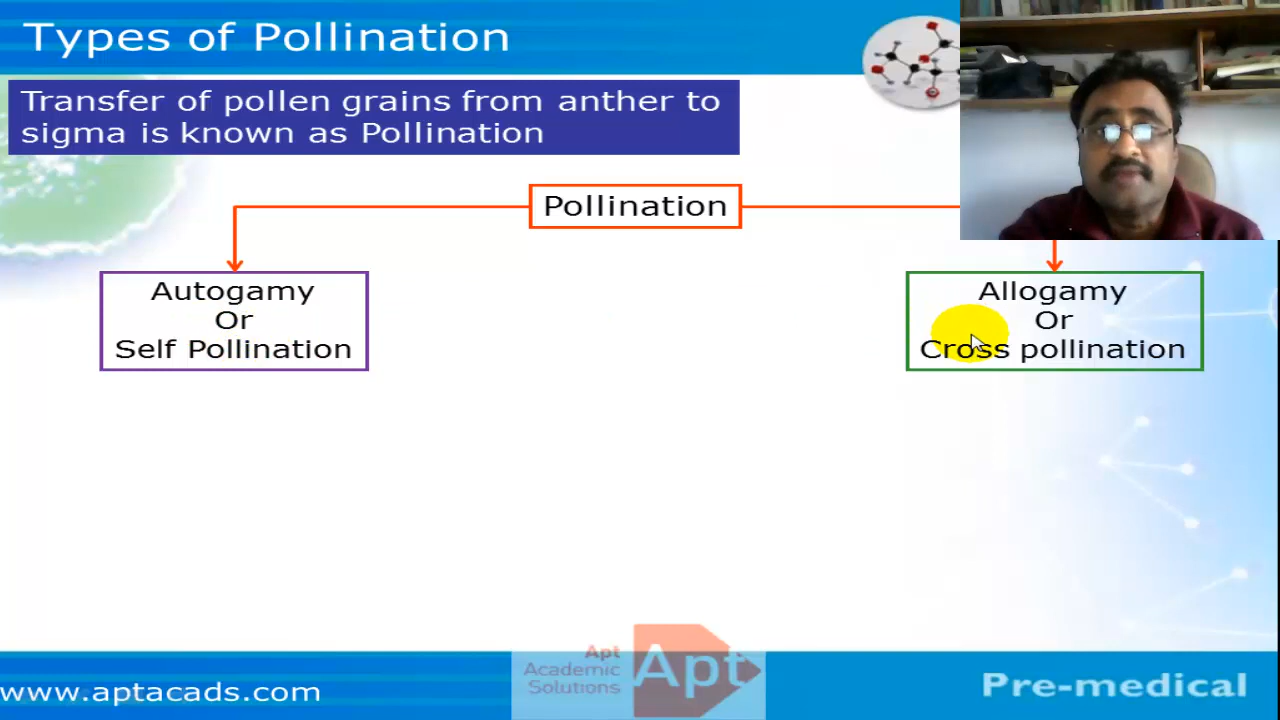 Types of Pollination
Transfer of pollen grains from anther to
sigma is known as Pollination
Pollination
Autogamy
Or
Self Pollination
Allogamy
Or
Cross pollination
www.aptacads.com
Apt
Academic
Solutions
Apt
Pre-medical